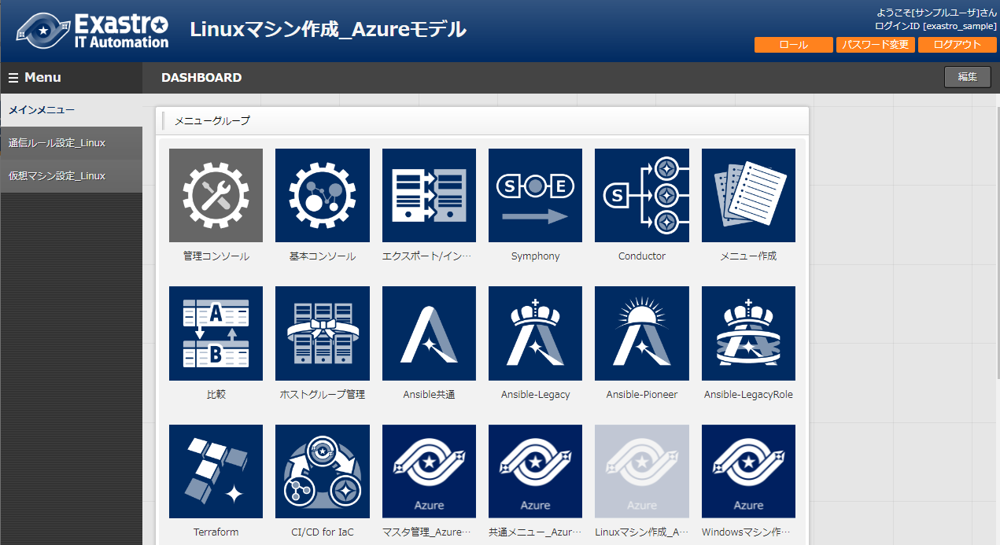 Exastro
IT Automation
Linuxマシン作成_Azureモデル
ようこそ[サンプルユーザ]さん
ログインID [exastro_sample]
ロール パスワード変更 ログアウト
Menu
DASHBOARD
編集
メインメニュー
通信ルール設定_Linux
仮想マシン設定_Linux
メニューグループ
S E
S
管理コンソール 基本コンソール エクスポート/イン… Symphony Conductor メニュー作成
A
B
比較 ホストグループ管理 Ansible共通 Ansible-Legacy Ansible-Pioneer Ansible-LegacyRole
Azure Azure Azure Azure
Terraform CI/CD for IaC マスタ管理_Azure… 共通メニュー_Azur… Linuxマシン作成_A… Windowsマシン作…